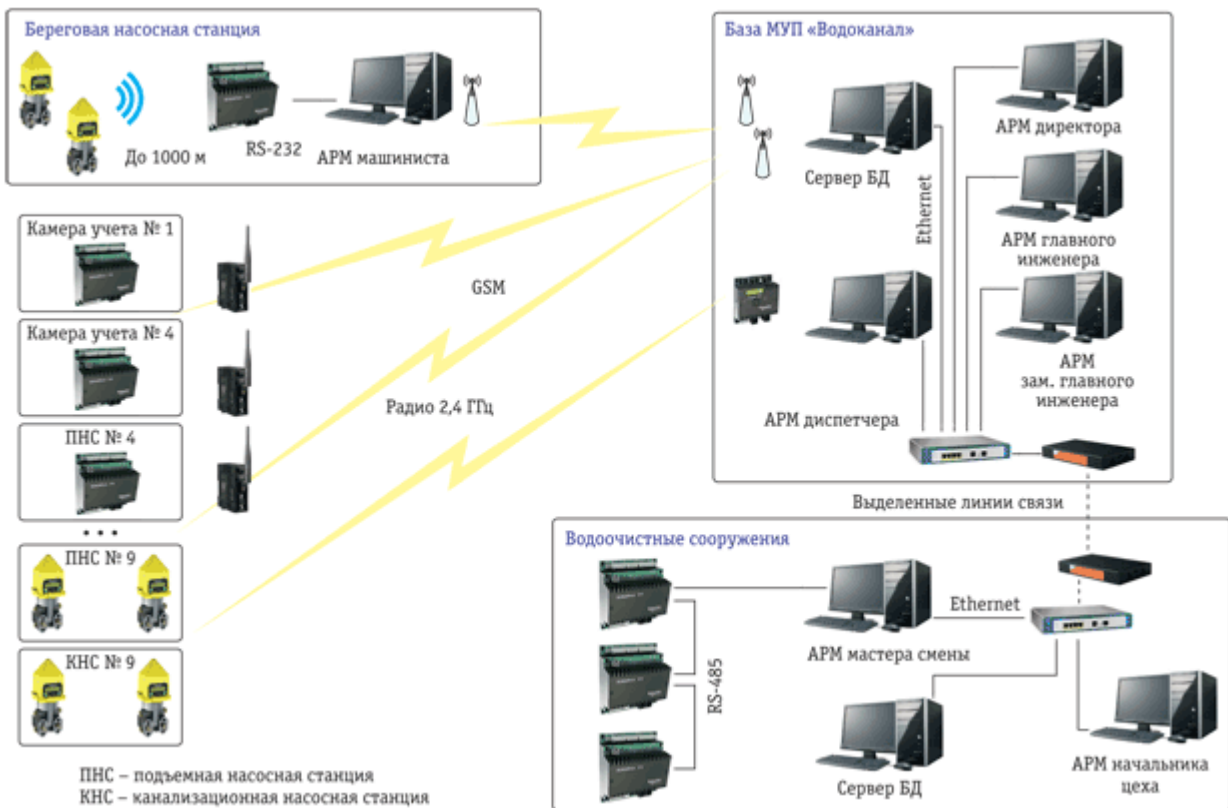 Береговая насосная станция
До 1000 м
RS-232
АРМ машиниста
Камера учета № 1
Камера учета № 4
ПНС № 4
• • •
ПНС № 9
КНС № 9
ПНС – подъемная насосная станция
КНС – канализационная насосная станция
GSM
Радио 2,4 ГГц
База МУП «Водоканал»
Сервер БД
Ethernet
АРМ директора
АРМ главного
инженера
АРМ
зам. главного
инженера
АРМ диспетчера
Выделенные линии связи
Водоочистные сооружения
RS-485
АРМ мастера смены
Ethernet
Сервер БД
АРМ начальника
цеха